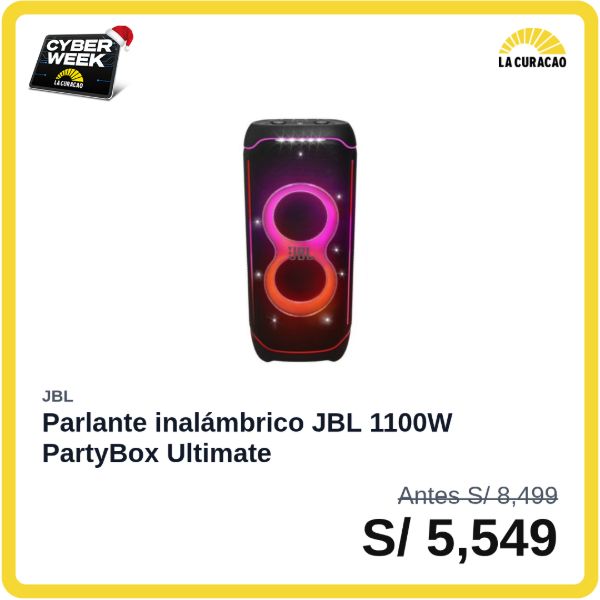 CYBER
WEEK
LA CURACAO
LA CURACAO
JBL
JBL
Parlante inalámbrico JBL 1100W
PartyBox Ultimate
Antes S/ 8,499
S/ 5,549